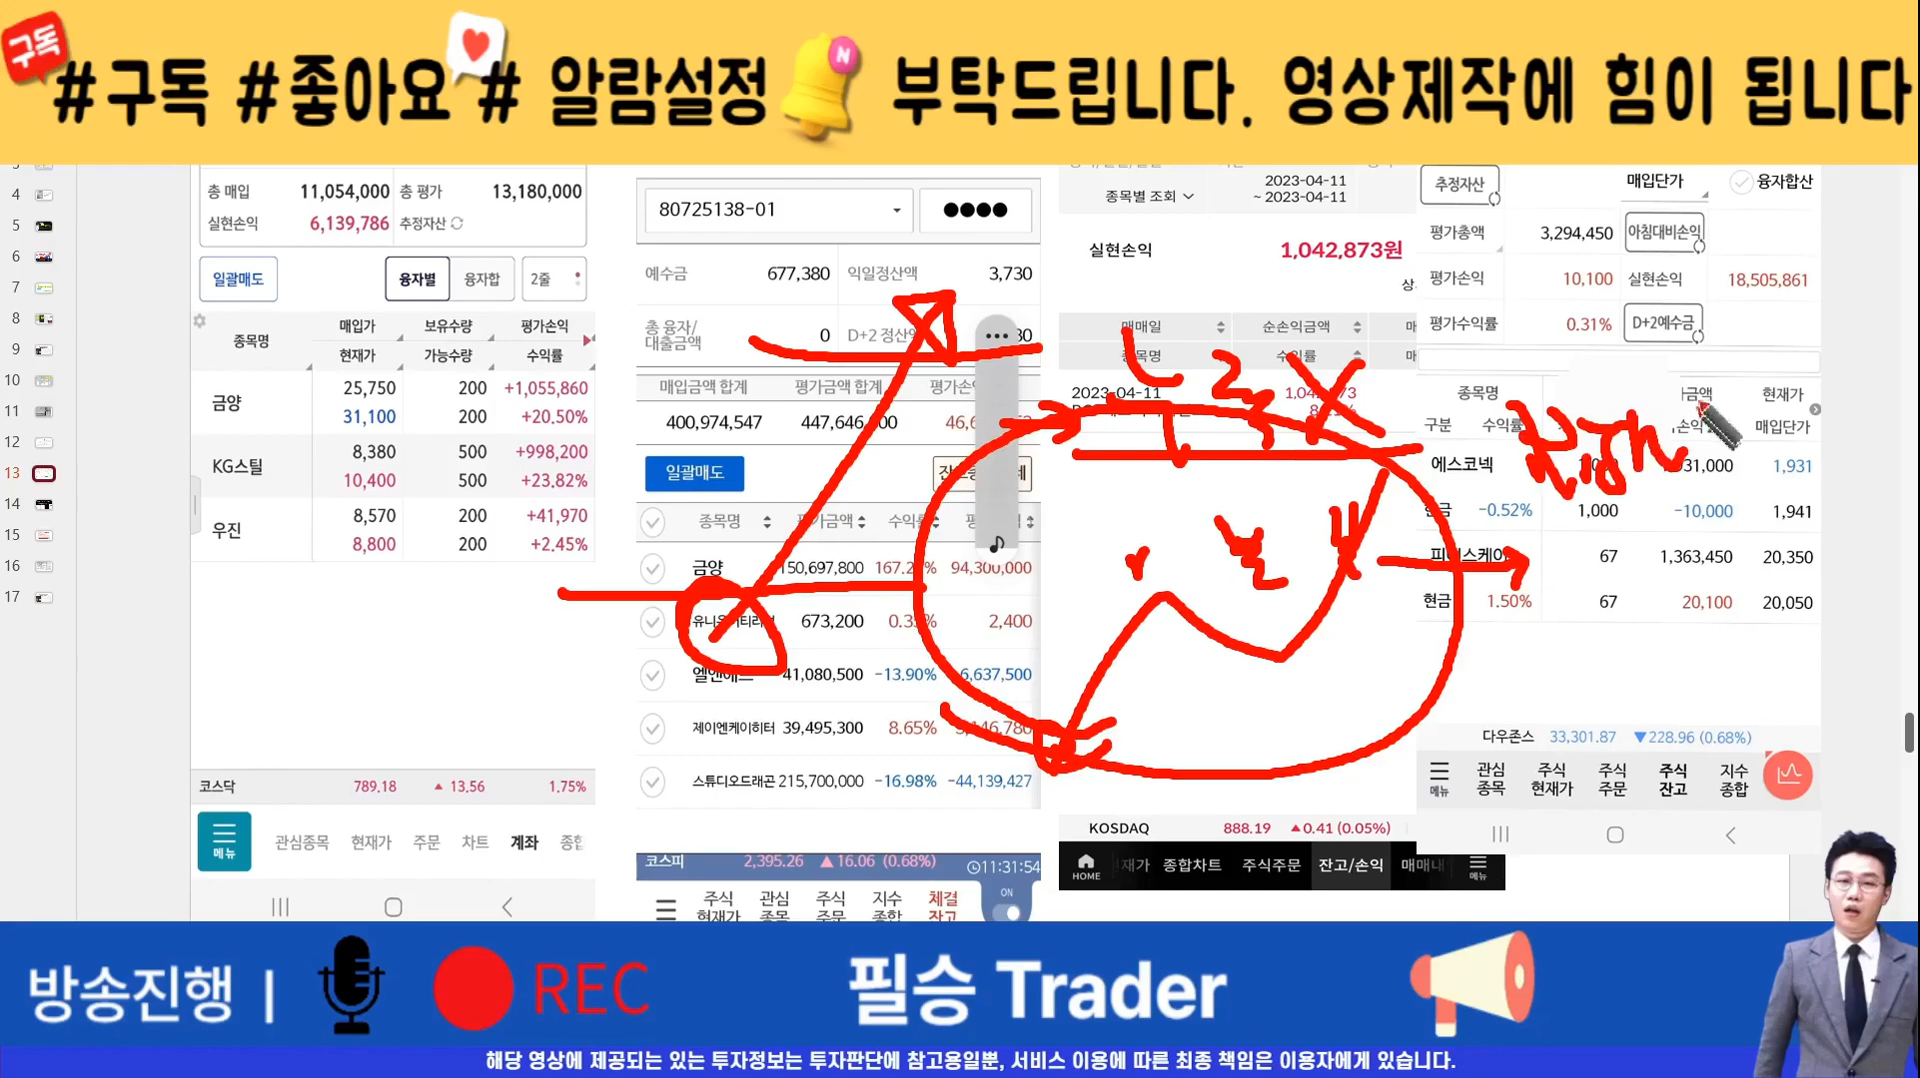 구독
N
#구독 #좋아요 # 알람설정 부탁드립니다. 영상제작에 힘이 됩니다
4
5
6
7
8
9
10
11
12
13
14
15
16
17
총 매입 11,054,000 총 평가 13,180,000
실현손익 6,139,786 추정자산
일괄매도 융자별 융자합 2줄
종목명 매입가 보유수량 평가손익
현재가 가능수량 수익률
금양 25,750 200 +1,055,860
31,100 200 +20.50%
KG스틸 8,380 500 +998,200
10,400 500 +23.82%
우진 8,570 200 +41,970
8,800 200 +2.45%
코스닥 789.18 ▲ 13.56 1.75%
메뉴 관심종목 현재가 주문 차트 계좌
80725138-01 ●●●●
예수금 677,380 익일정산액 3,730
총 융자/
대출금액 0 D+2
매입금액 합계 평가금액 합계
400,974,547
일괄매도
종목명 수익률
금양 150,697,800 94,300,000
673,200 2,400
41,080,500 -13.90%
제이엔케이히터 39,495,300 8.65%
스튜디오드래곤 215,700,000 -16.98% -44,139,427
코스피 2,395.26 ▲ 16.06 (0.68%) 11:31:54
주식 현재가 관심 종목 주식 주문 지수 종합 체결 잔고 ON
종목별 조회 2023-04-11
~ 2023-04-11
실현손익 1,042,873원
매매일 순손익금액
2023-04-11
KOSDAQ 888.19 ▲0.41 (0.05%)
HOME 종합차트 주식주문 잔고/손익 메뉴
추정자산 매입단가 융자합산
평가총액 3,294,450 아침대비손익
평가손익 10,100 실현손익 18,505,861
평가수익률 0.31% D+2예수금
종목명 현재가
구분 매입단가
에스코넥 1,931
현금 -0.52% 1,000 -10,000 1,941
67 1,363,450 20,350
현금 1.50% 67 20,100 20,050
다우존스 33,301.87 ▼228.96 (0.68%)
메뉴 관심 종목 주식 현재가 주식 주문 주식 잔고 지수 종합
방송진행 | REC 필승 Trader
해당 영상에 제공되는 있는 투자정보는 투자판단에 참고용일뿐, 서비스 이용에 따른 최종 책임은 이용자에게 있습니다.